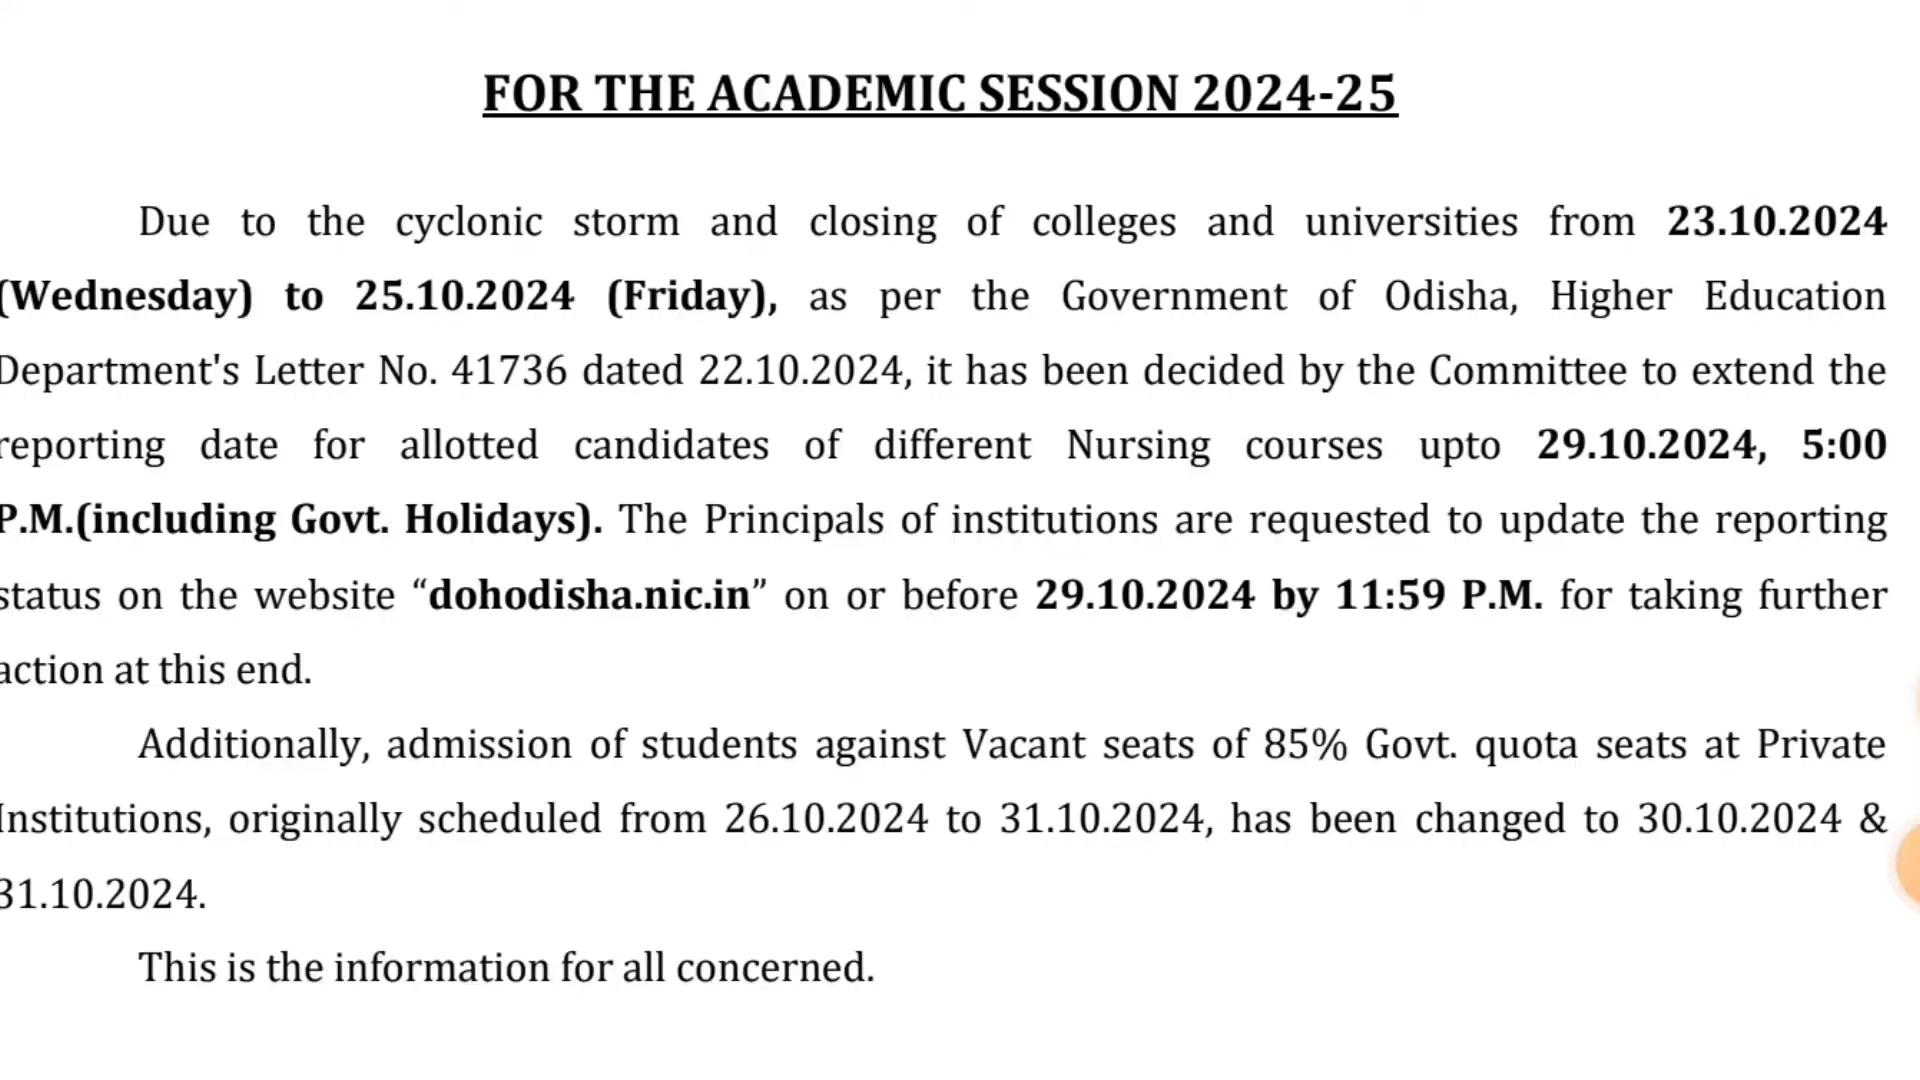 FOR THE ACADEMIC SESSION 2024-25
Due to the cyclonic storm and closing of colleges and universities from 23.10.2024
(Wednesday) to 25.10.2024 (Friday), as per the Government of Odisha, Higher Education
Department's Letter No. 41736 dated 22.10.2024, it has been decided by the Committee to extend the
reporting date for allotted candidates of different Nursing courses upto 29.10.2024, 5:00
P.M.(including Govt. Holidays). The Principals of institutions are requested to update the reporting
status on the website “dohodisha.nic.in” on or before 29.10.2024 by 11:59 P.M. for taking further
action at this end.
Additionally, admission of students against Vacant seats of 85% Govt. quota seats at Private
Institutions, originally scheduled from 26.10.2024 to 31.10.2024, has been changed to 30.10.2024 &
31.10.2024.
This is the information for all concerned.